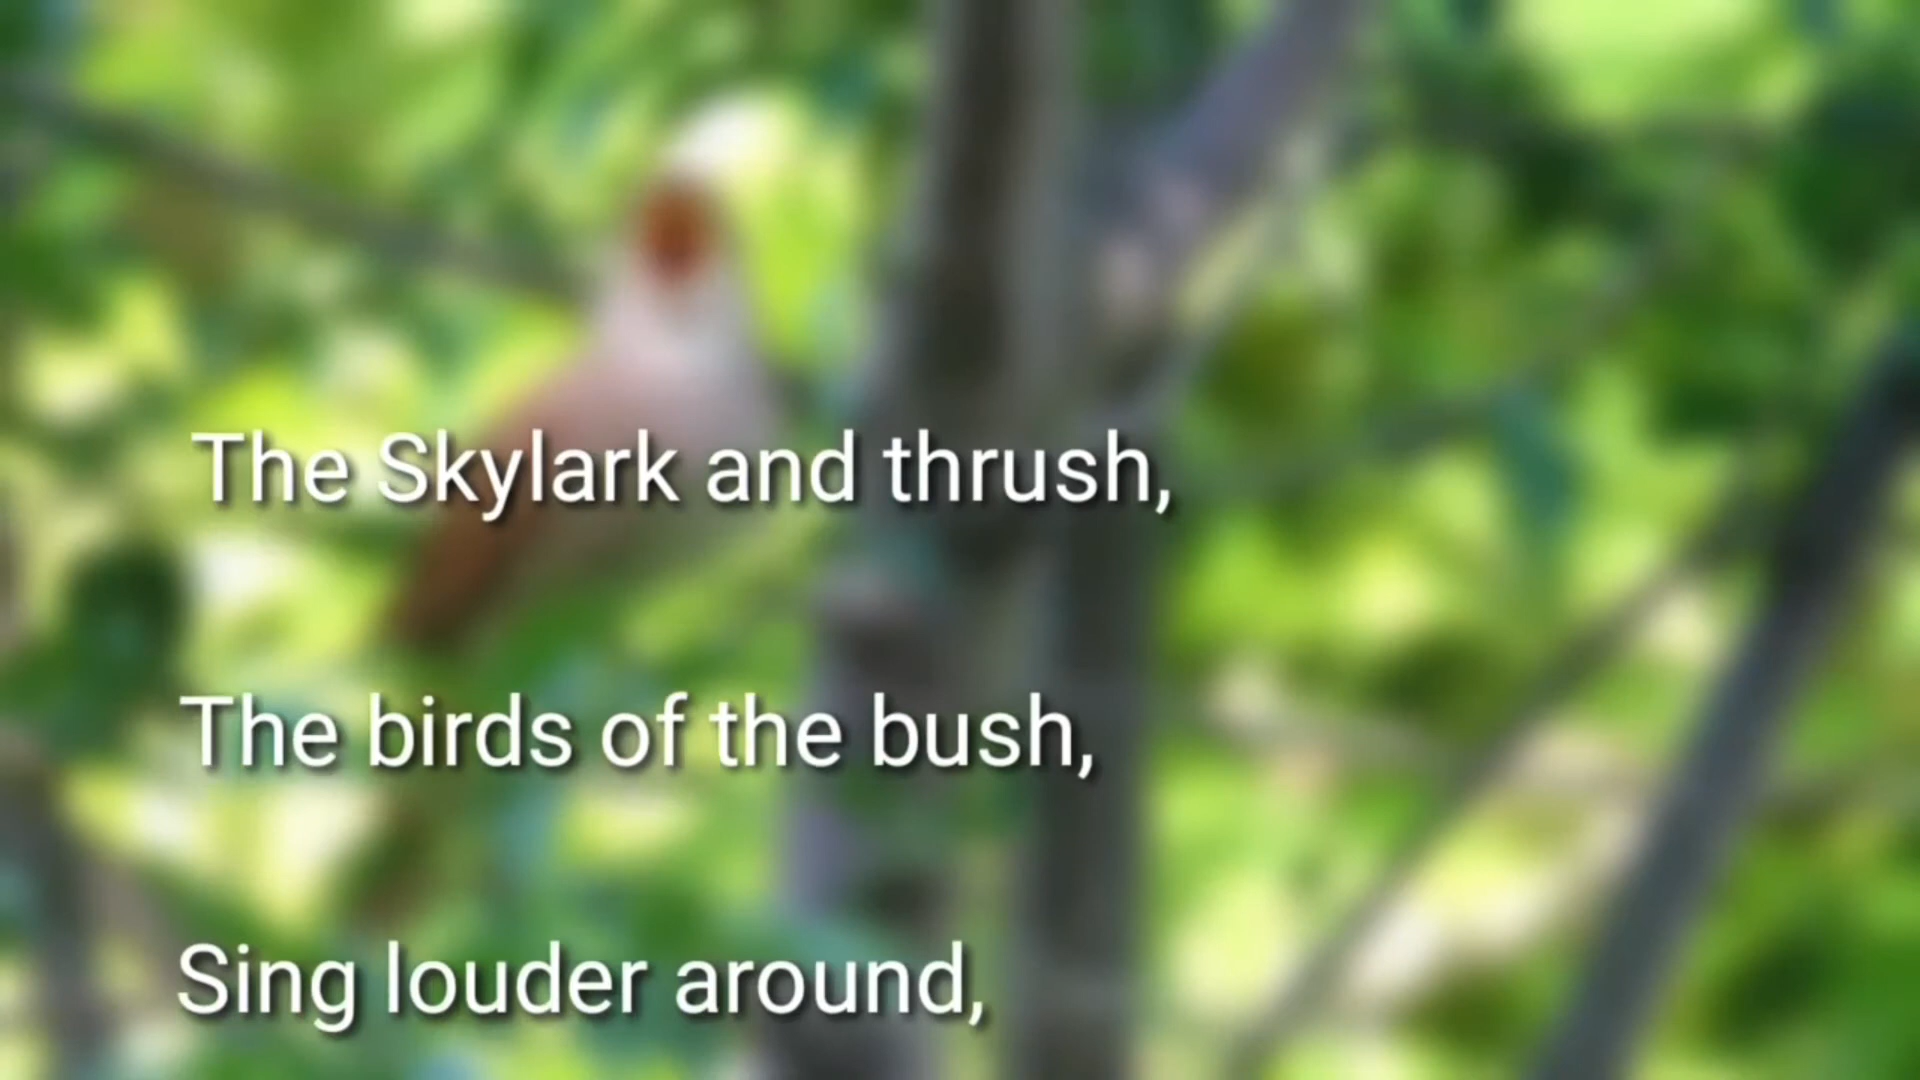 The Skylark and thrush,
The birds of the bush,
Sing louder around,